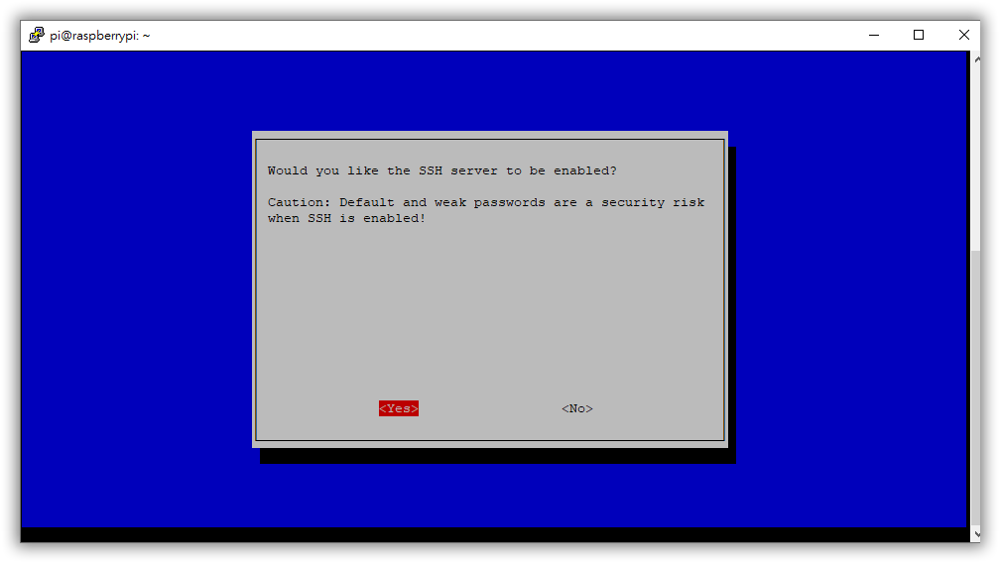 pi@raspberrypi: ~
Would you like the SSH server to be enabled?
Caution: Default and weak passwords are a security risk
when SSH is enabled!
<Yes> <No>